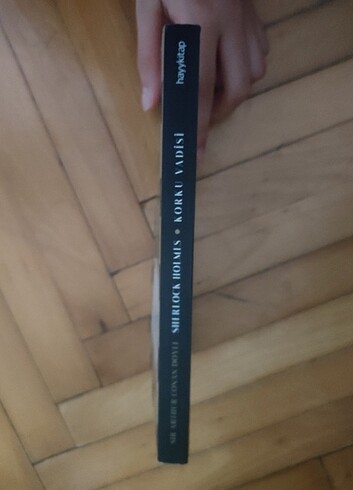 SIR ARTHUR CONAN DOYLE SHERLOCK HOLMES • KORKU VADİSİ hayykitap